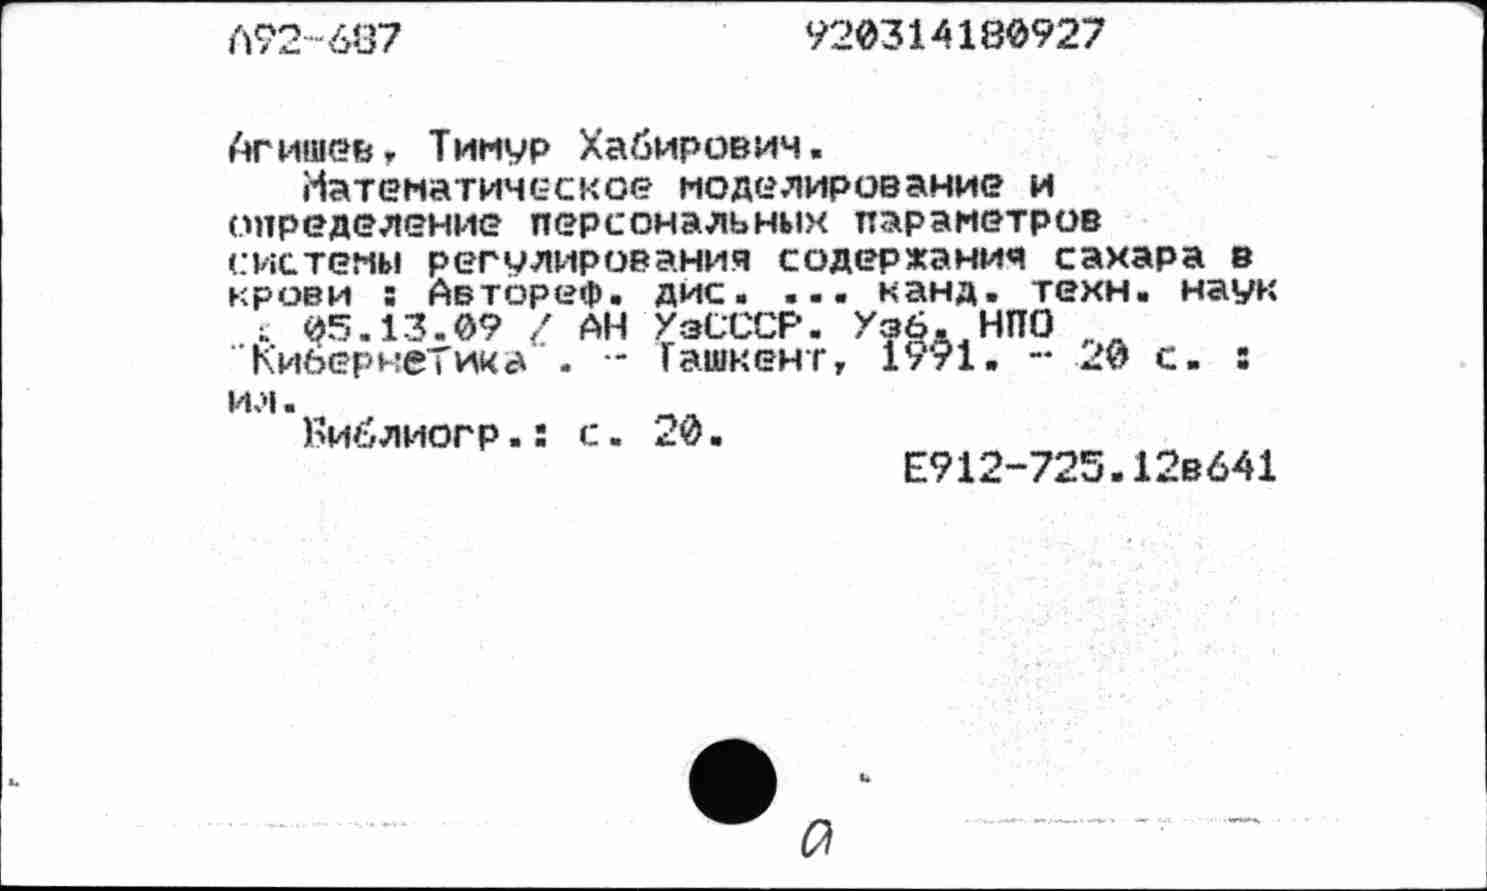 А92-687 920314180927
Агишев, Тимур Хабирович.
Математическое моделирование и
определение персональных параметров
системы регулирования содержания сахара в
крови : Автореф. дис. ... канд. техн. наук
: 05.13.09 / АН УзСССР. Узб. НПО
"Кибернетика". - Ташкент, 1991. - 20 с. :
ил.
Библиогр.: с. 20.
Е912-725.12в641
а